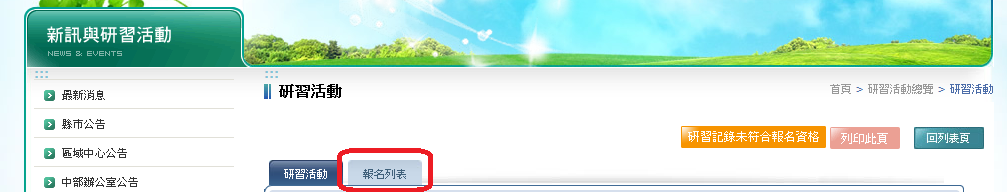 新訊與研習活動
NEWS & EVENTS
最新消息
縣市公告
區域中心公告
中部辦公室公告
研習活動
首頁 > 研習活動總覽 > 研習活動
研習記錄未符合報名資格 列印此頁 回列表頁
研習活動 報名列表